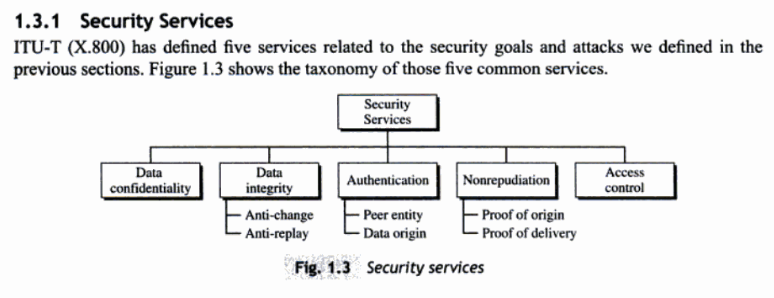 1.3.1 Security Services
ITU-T (X.800) has defined five services related to the security goals and attacks we defined in the
previous sections. Figure 1.3 shows the taxonomy of those five common services.
Security
Services
Data
confidentiality
Data
integrity
Authentication
Nonrepudiation
Access
control
Anti-change
Anti-replay
Peer entity
Data origin
Proof of origin
Proof of delivery
Fig. 1.3 Security services